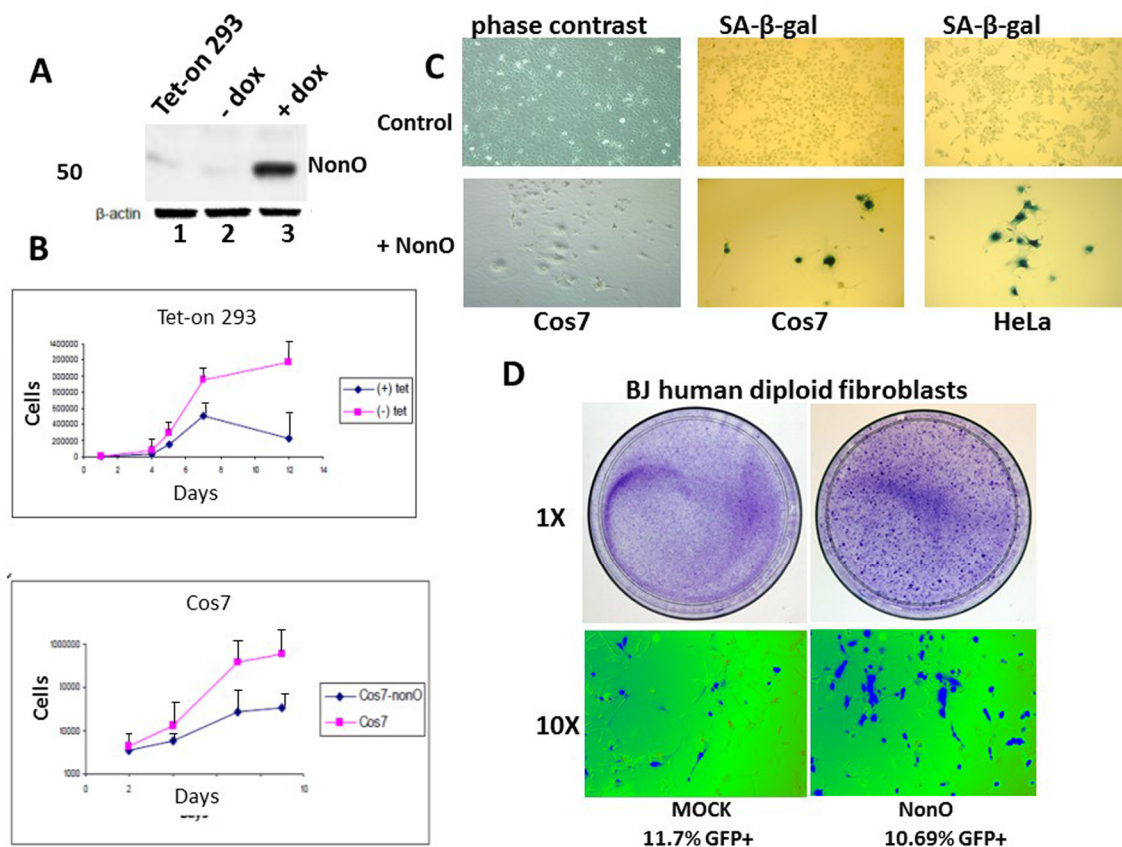 A
Tet-on 293
- dox
+ dox
50
NonO
β-actin
1 2 3
B
Tet-on 293
Cells
1400000
1200000
1000000
800000
600000
400000
200000
0
0 2 4 6 8 10 12 14
Days
(+) tet
(-) tet
Cos7
Cells
1000000
100000
10000
1000
0 2 10
Days
Cos7-nonO
Cos7
C
phase contrast SA-β-gal SA-β-gal
Control
+ NonO
Cos7 Cos7 HeLa
D
BJ human diploid fibroblasts
1X
10X
MOCK NonO
11.7% GFP+ 10.69% GFP+